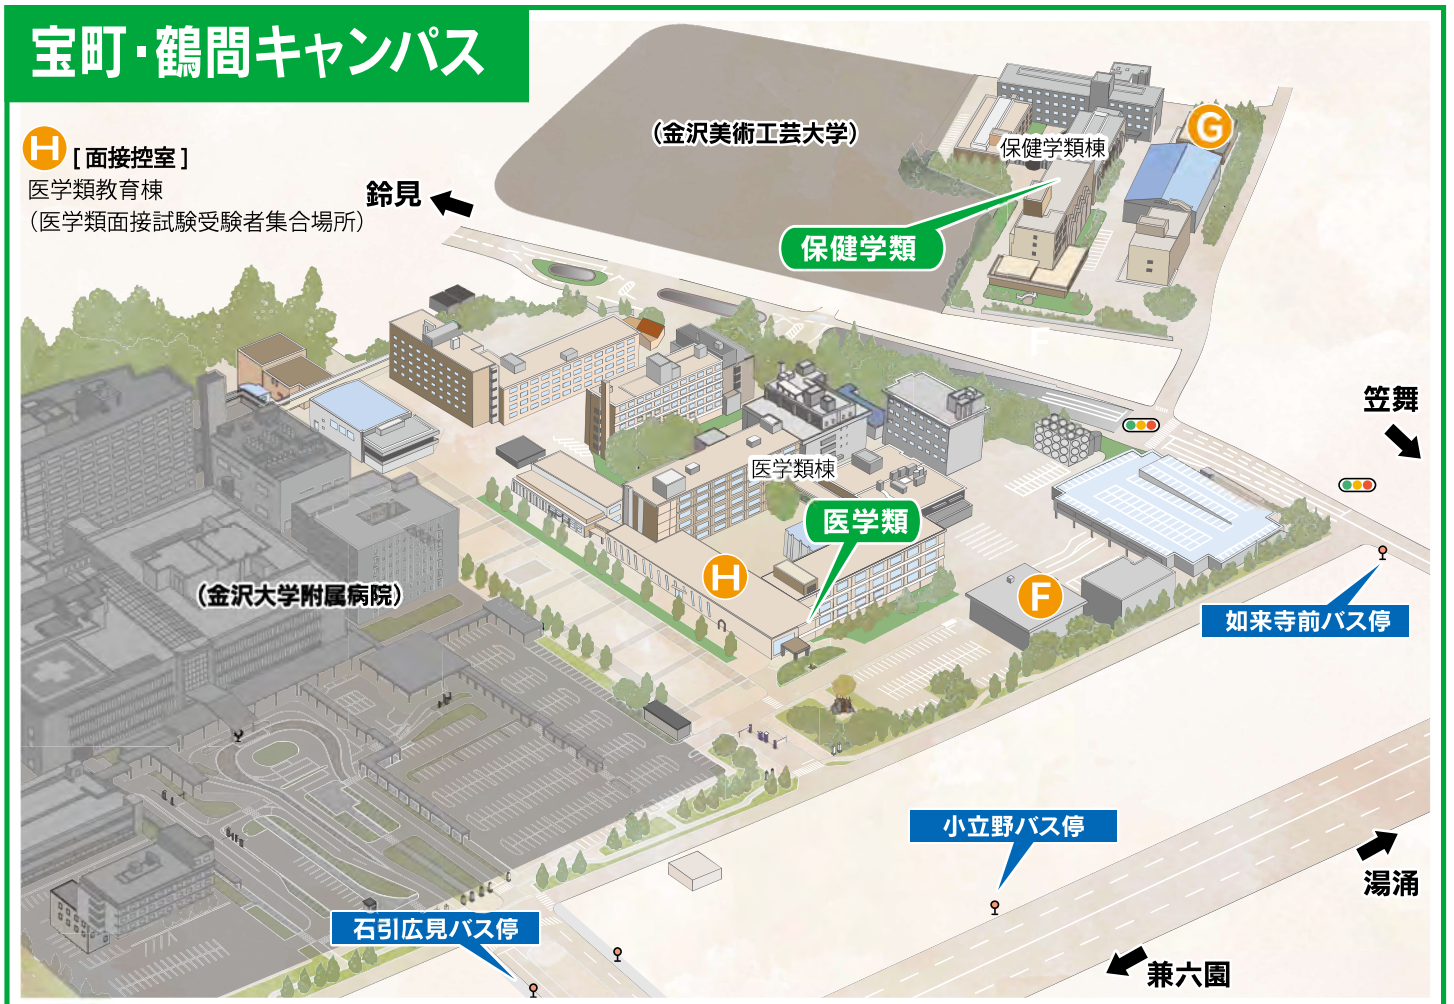 宝町・鶴間キャンパス
H [ 面接控室 ]
医学類教育棟
（医学類面接試験受験者集合場所）
鈴見
（金沢美術工芸大学）
G
保健学類棟
保健学類
F
笠舞
医学類棟
医学類
H
F
（金沢大学附属病院）
如来寺前バス停
小立野バス停
湯涌
石引広見バス停
兼六園